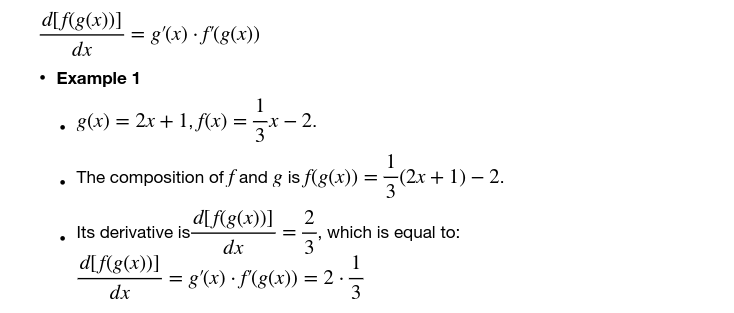 d[f(g(x))]/dx = g′(x) · f′(g(x))
• Example 1
• g(x) = 2x + 1, f(x) = 1/3 x − 2.
• The composition of f and g is f(g(x)) = 1/3 (2x + 1) − 2.
• Its derivative is d[f(g(x))]/dx = 2/3, which is equal to:
d[f(g(x))]/dx = g′(x) · f′(g(x)) = 2 · 1/3